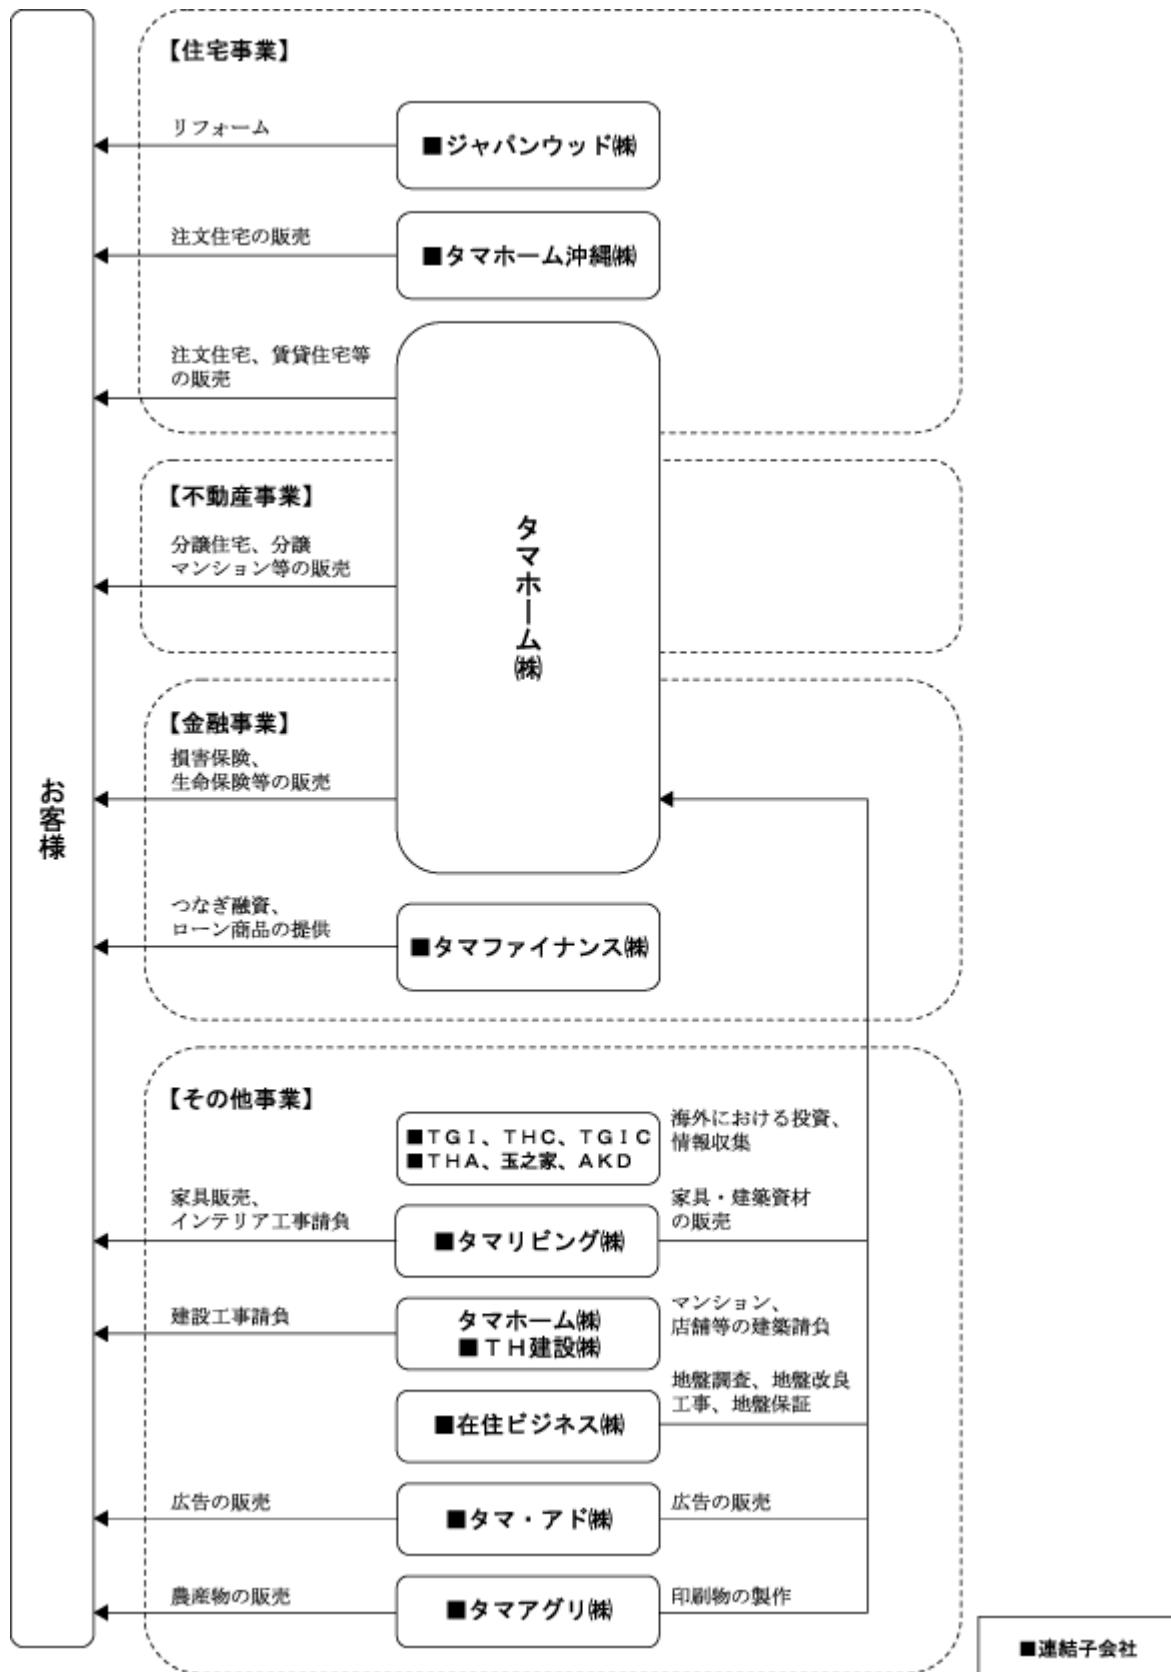 お客様
【住宅事業】
リフォーム
■ジャパンウッド㈱
注文住宅の販売
■タマホーム沖縄㈱
注文住宅、賃貸住宅等
の販売
タマホーム㈱
【不動産事業】
分譲住宅、分譲
マンション等の販売
【金融事業】
損害保険、
生命保険等の販売
つなぎ融資、
ローン商品の提供
■タマファイナンス㈱
【その他事業】
■ＴＧＩ、ＴＨＣ、ＴＧＩＣ
■ＴＨＡ、玉之家、ＡＫＤ
海外における投資、
情報収集
家具販売、
インテリア工事請負
■タマリビング㈱
家具・建築資材
の販売
建設工事請負
タマホーム㈱
■ＴＨ建設㈱
マンション、
店舗等の建築請負
■在住ビジネス㈱
地盤調査、地盤改良
工事、地盤保証
広告の販売
■タマ・アド㈱
広告の販売
農産物の販売
■タマアグリ㈱
印刷物の製作
■連結子会社